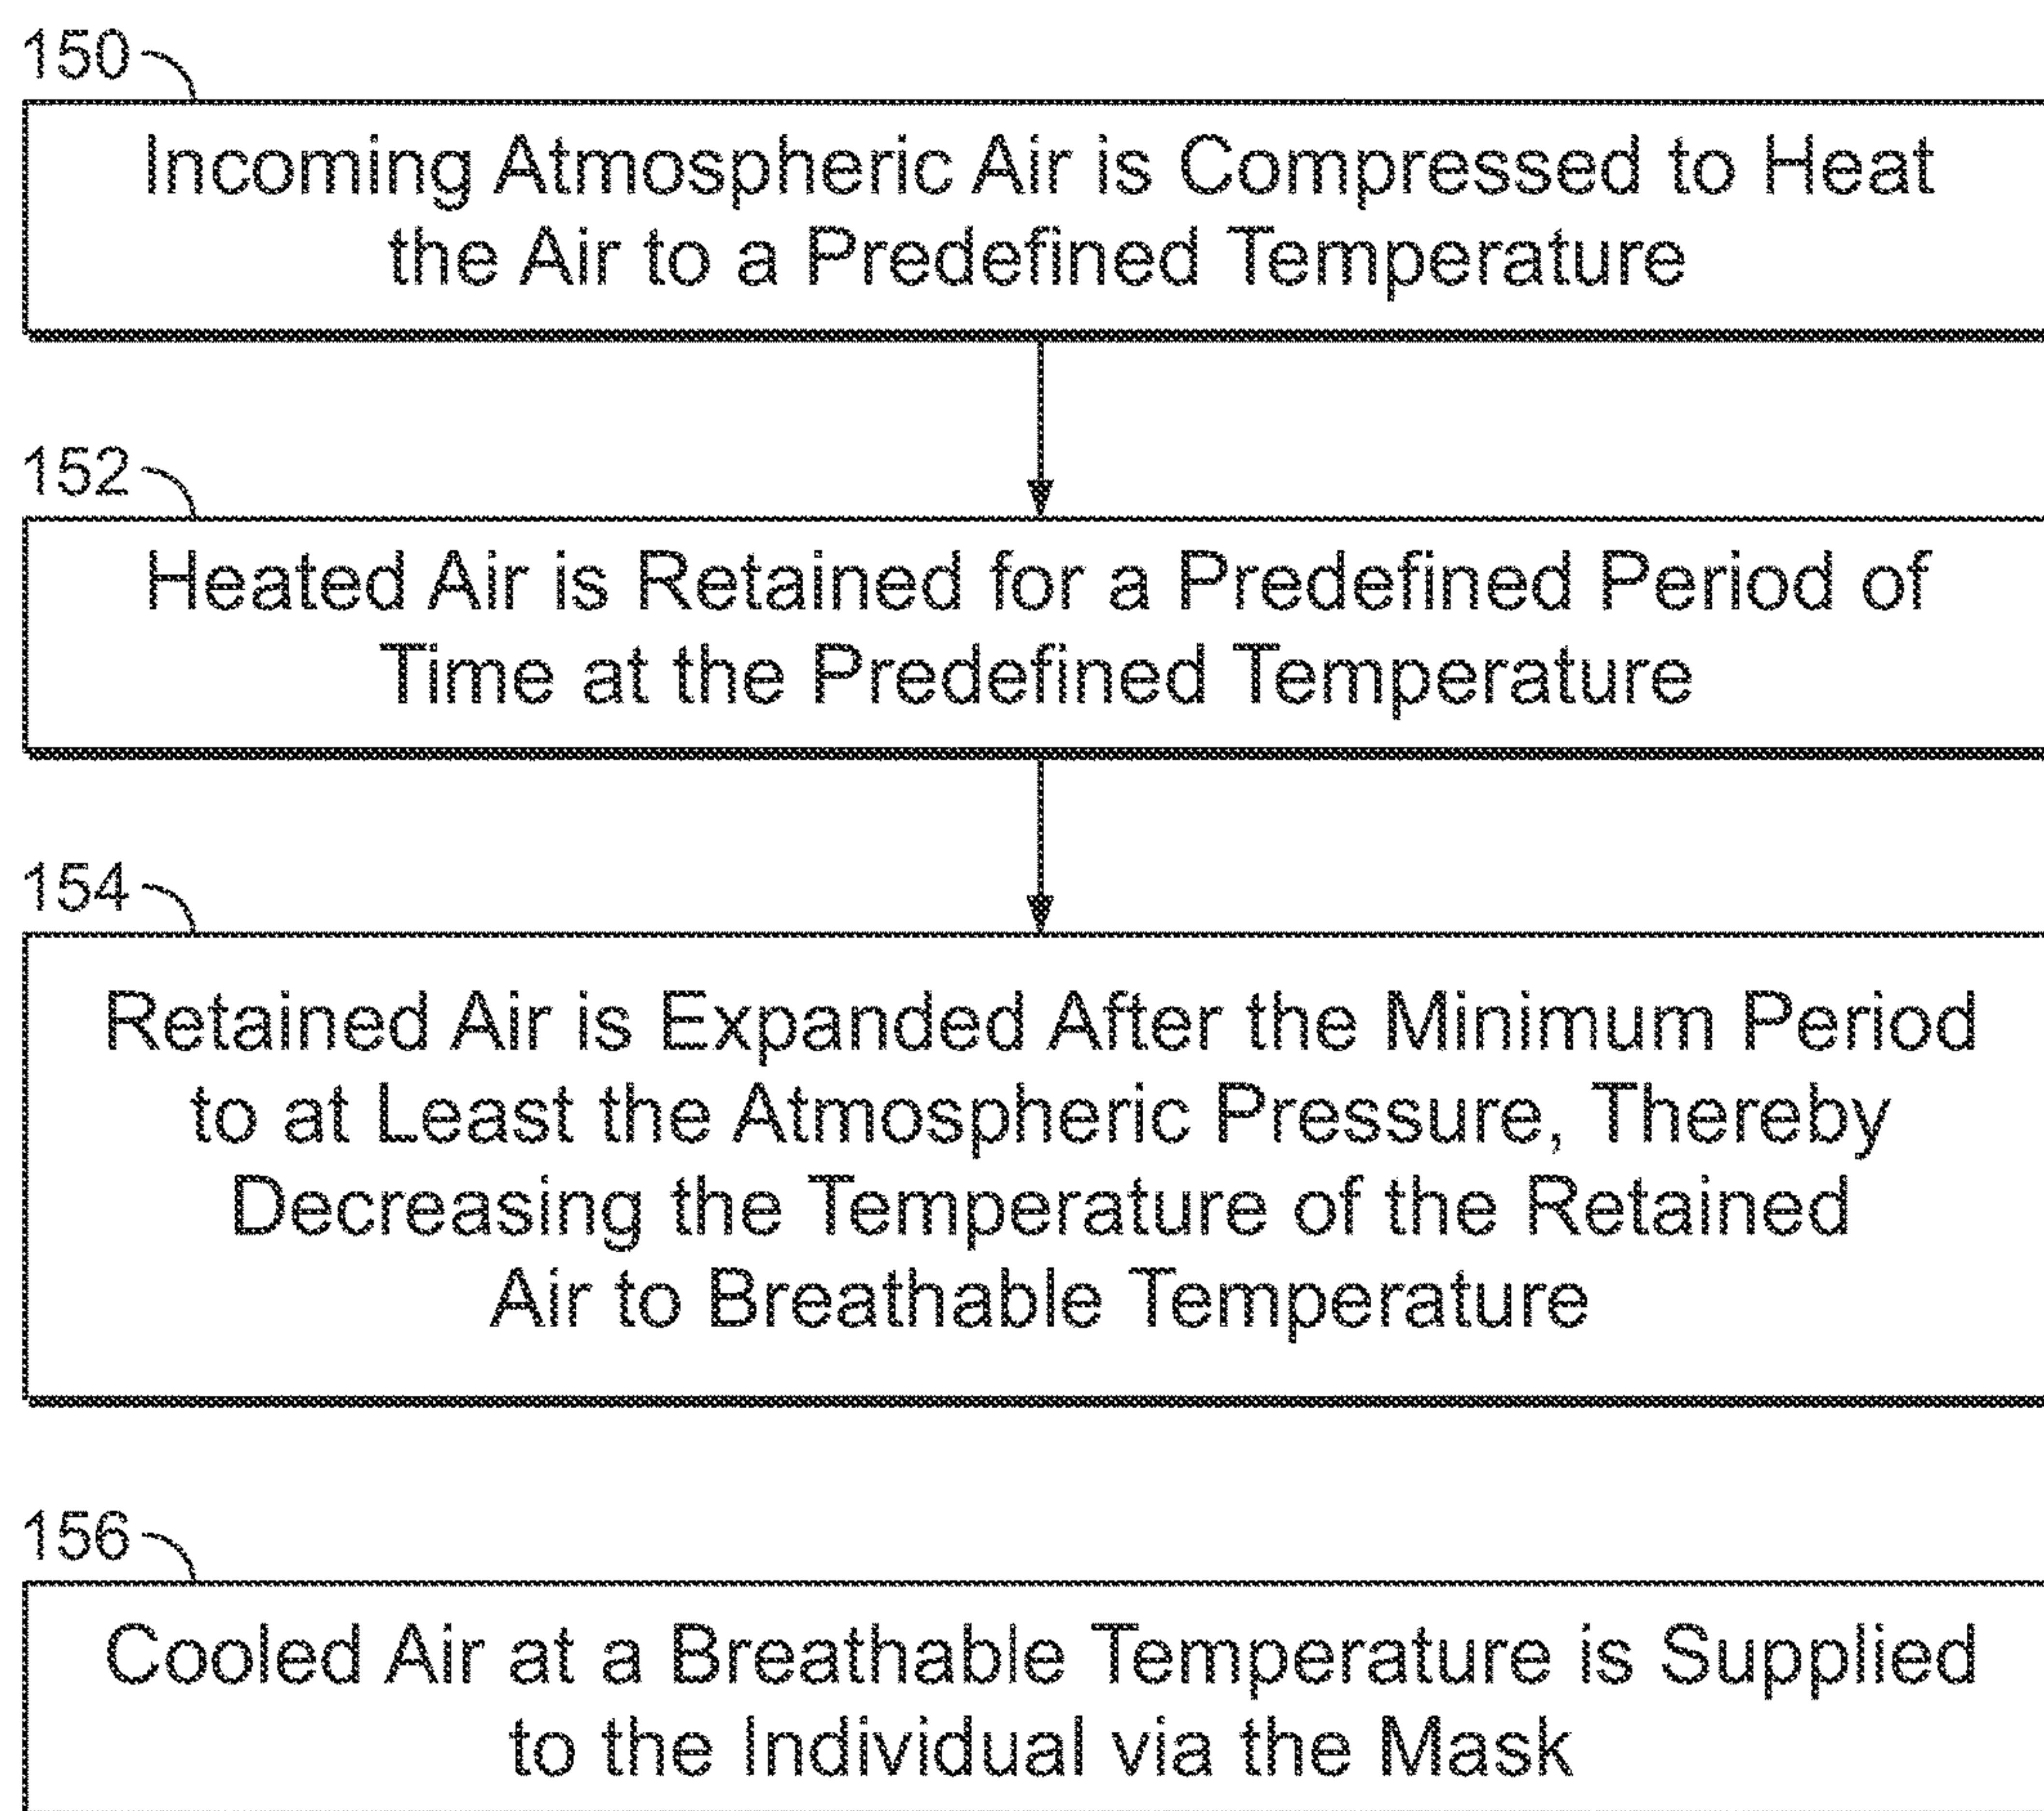 150
Incoming Atmospheric Air is Compressed to Heat
the Air to a Predefined Temperature
152
Heated Air is Retained for a Predefined Period of
Time at the Predefined Temperature
154
Retained Air is Expanded After the Minimum Period
to at Least the Atmospheric Pressure, Thereby
Decreasing the Temperature of the Retained
Air to Breathable Temperature
156
Cooled Air at a Breathable Temperature is Supplied
to the Individual via the Mask